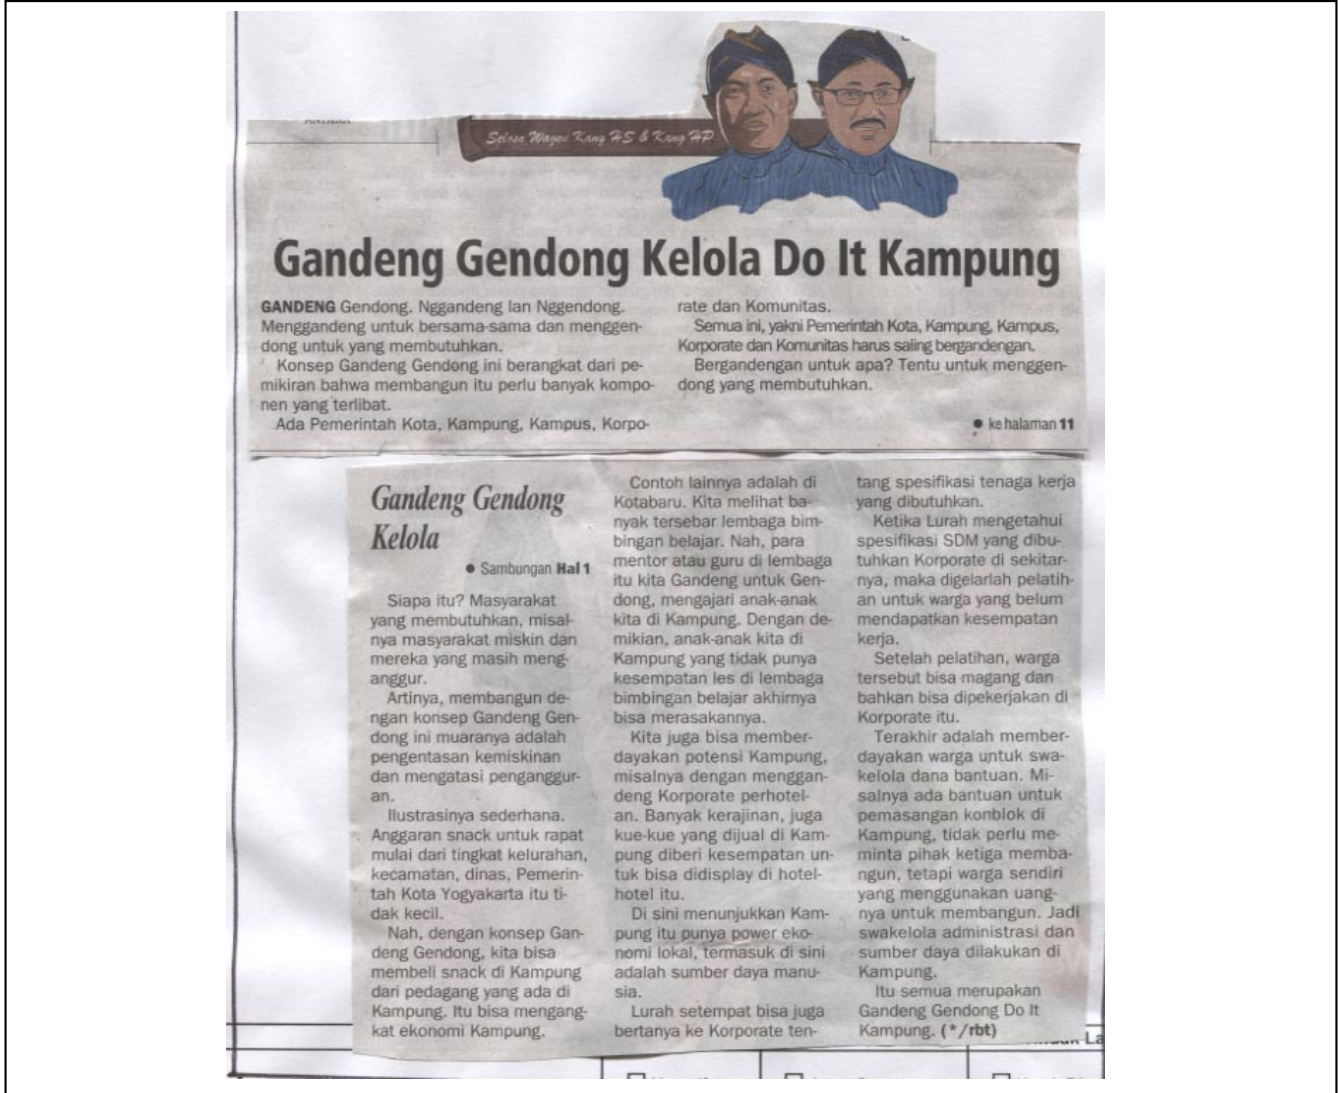 Selasa Wagen Kang HS & Kang HP
Gandeng Gendong Kelola Do It Kampung
GANDENG Gendong. Nggandeng lan Nggendong.
Menggandeng untuk bersama-sama dan menggen-
dong untuk yang membutuhkan.
Konsep Gandeng Gendong ini berangkat dari pe-
mikiran bahwa membangun itu perlu banyak kompo-
nen yang terlibat.
Ada Pemerintah Kota, Kampung, Kampus, Korpo-
rate dan Komunitas.
Semua ini, yakni Pemerintah Kota, Kampung, Kampus,
Korporate dan Komunitas harus saling bergandengan.
Bergandengan untuk apa? Tentu untuk menggen-
dong yang membutuhkan.
● ke halaman 11
Gandeng Gendong
Kelola
● Sambungan Hal 1
Siapa itu? Masyarakat
yang membutuhkan, misal-
nya masyarakat miskin dan
mereka yang masih meng-
anggur.
Artinya, membangun de-
ngan konsep Gandeng Gen-
dong ini muaranya adalah
pengentasan kemiskinan
dan mengatasi penganggur-
an.
Ilustrasinya sederhana.
Anggaran snack untuk rapat
mulai dari tingkat kelurahan,
kecamatan, dinas, Pemerin-
tah Kota Yogyakarta itu ti-
dak kecil.
Nah, dengan konsep Gan-
deng Gendong, kita bisa
membeli snack di Kampung
dari pedagang yang ada di
Kampung. Itu bisa mengang-
kat ekonomi Kampung.
Contoh lainnya adalah di
Kotabaru. Kita melihat ba-
nyak tersebar lembaga bim-
bingan belajar. Nah, para
mentor atau guru di lembaga
itu kita Gandeng untuk Gen-
dong, mengajari anak-anak
kita di Kampung. Dengan de-
mikian, anak-anak kita di
Kampung yang tidak punya
kesempatan les di lembaga
bimbingan belajar akhirnya
bisa merasakannya.
Kita juga bisa member-
dayakan potensi Kampung,
misalnya dengan menggan-
deng Korporate perhotel-
an. Banyak kerajinan, juga
kue-kue yang dijual di Kam-
pung diberi kesempatan un-
tuk bisa didisplay di hotel-
hotel itu.
Di sini menunjukkan Kam-
pung itu punya power eko-
nomi lokal, termasuk di sini
adalah sumber daya manu-
sia.
Lurah setempat bisa juga
bertanya ke Korporate ten-
tang spesifikasi tenaga kerja
yang dibutuhkan.
Ketika Lurah mengetahui
spesifikasi SDM yang dibu-
tuhkan Korporate di sekitar-
nya, maka digelarlah pelatih-
an untuk warga yang belum
mendapatkan kesempatan
kerja.
Setelah pelatihan, warga
tersebut bisa magang dan
bahkan bisa dipekerjakan di
Korporate itu.
Terakhir adalah member-
dayakan warga untuk swa-
kelola dana bantuan. Mi-
salnya ada bantuan untuk
pemasangan konblok di
Kampung, tidak perlu me-
minta pihak ketiga memba-
ngun, tetapi warga sendiri
yang menggunakan uang-
nya untuk membangun. Jadi
swakelola administrasi dan
sumber daya dilakukan di
Kampung.
Itu semua merupakan
Gandeng Gendong Do It
Kampung. (*/rbt)